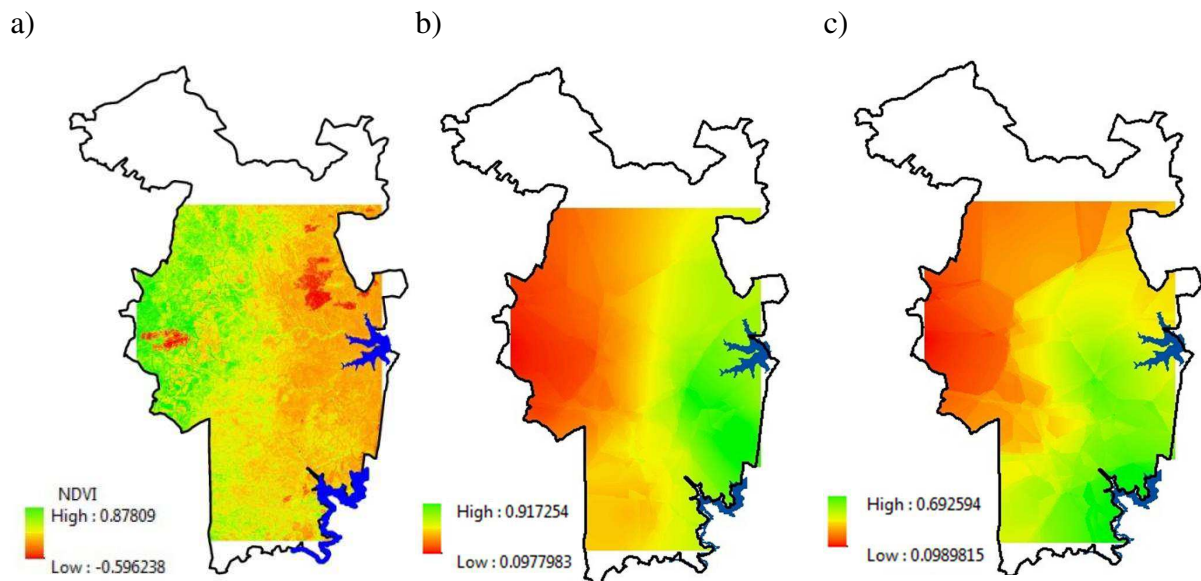 a)
b)
c)
NDVI
High : 0.87809
Low : -0.596238
High : 0.917254
Low : 0.0977983
High : 0.692594
Low : 0.0989815